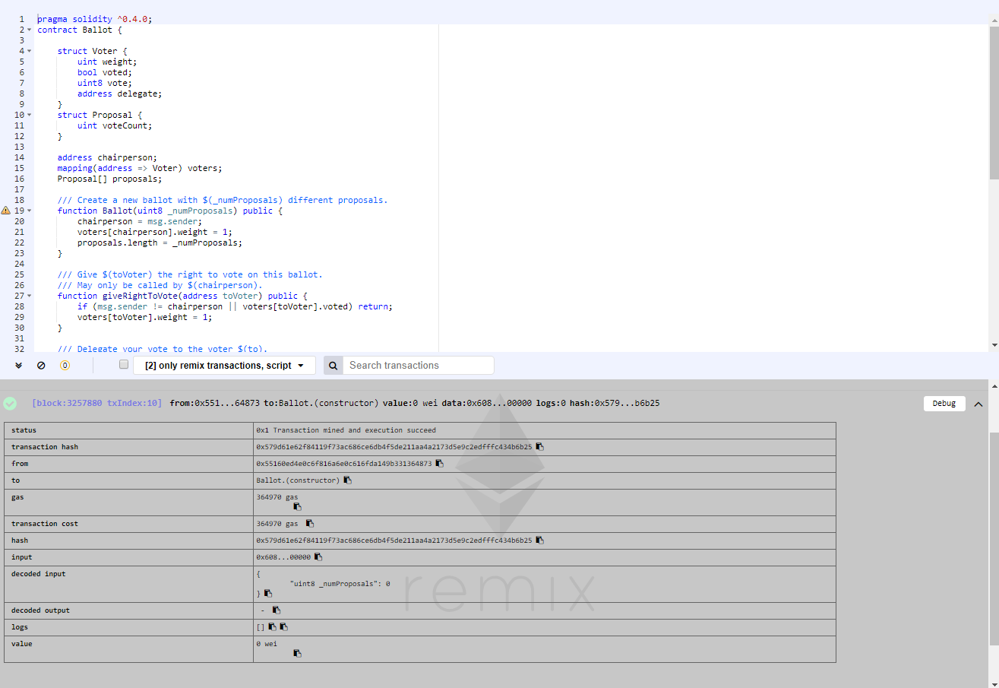 1 pragma solidity ^0.4.0;
2 contract Ballot {
3
4 struct Voter {
5 uint weight;
6 bool voted;
7 uint8 vote;
8 address delegate;
9 }
10 struct Proposal {
11 uint voteCount;
12 }
13
14 address chairperson;
15 mapping(address => Voter) voters;
16 Proposal[] proposals;
17
18 /// Create a new ballot with $(_numProposals) different proposals.
19 function Ballot(uint8 _numProposals) public {
20 chairperson = msg.sender;
21 voters[chairperson].weight = 1;
22 proposals.length = _numProposals;
23 }
24
25 /// Give $(toVoter) the right to vote on this ballot.
26 /// May only be called by $(chairperson).
27 function giveRightToVote(address toVoter) public {
28 if (msg.sender != chairperson || voters[toVoter].voted) return;
29 voters[toVoter].weight = 1;
30 }
31
32 /// Delegate your vote to the voter $(to).
0 [2] only remix transactions, script Search transactions
[block:3257880 txIndex:10] from:0x551...64873 to:Ballot.(constructor) value:0 wei data:0x608...00000 logs:0 hash:0x579...b6b25 Debug
status 0x1 Transaction mined and execution succeed
transaction hash 0x579d61e62f84119f73ac686ce6db4f5de211aa4a2173d5e9c2edfffc434b6b25
from 0x55160ed4e0c6f816a6e0c616fda149b331364873
to Ballot.(constructor)
gas 364970 gas
transaction cost 364970 gas
hash 0x579d61e62f84119f73ac686ce6db4f5de211aa4a2173d5e9c2edfffc434b6b25
input 0x608...00000
decoded input {
"uint8 _numProposals": 0
}
remix
decoded output -
logs []
value 0 wei